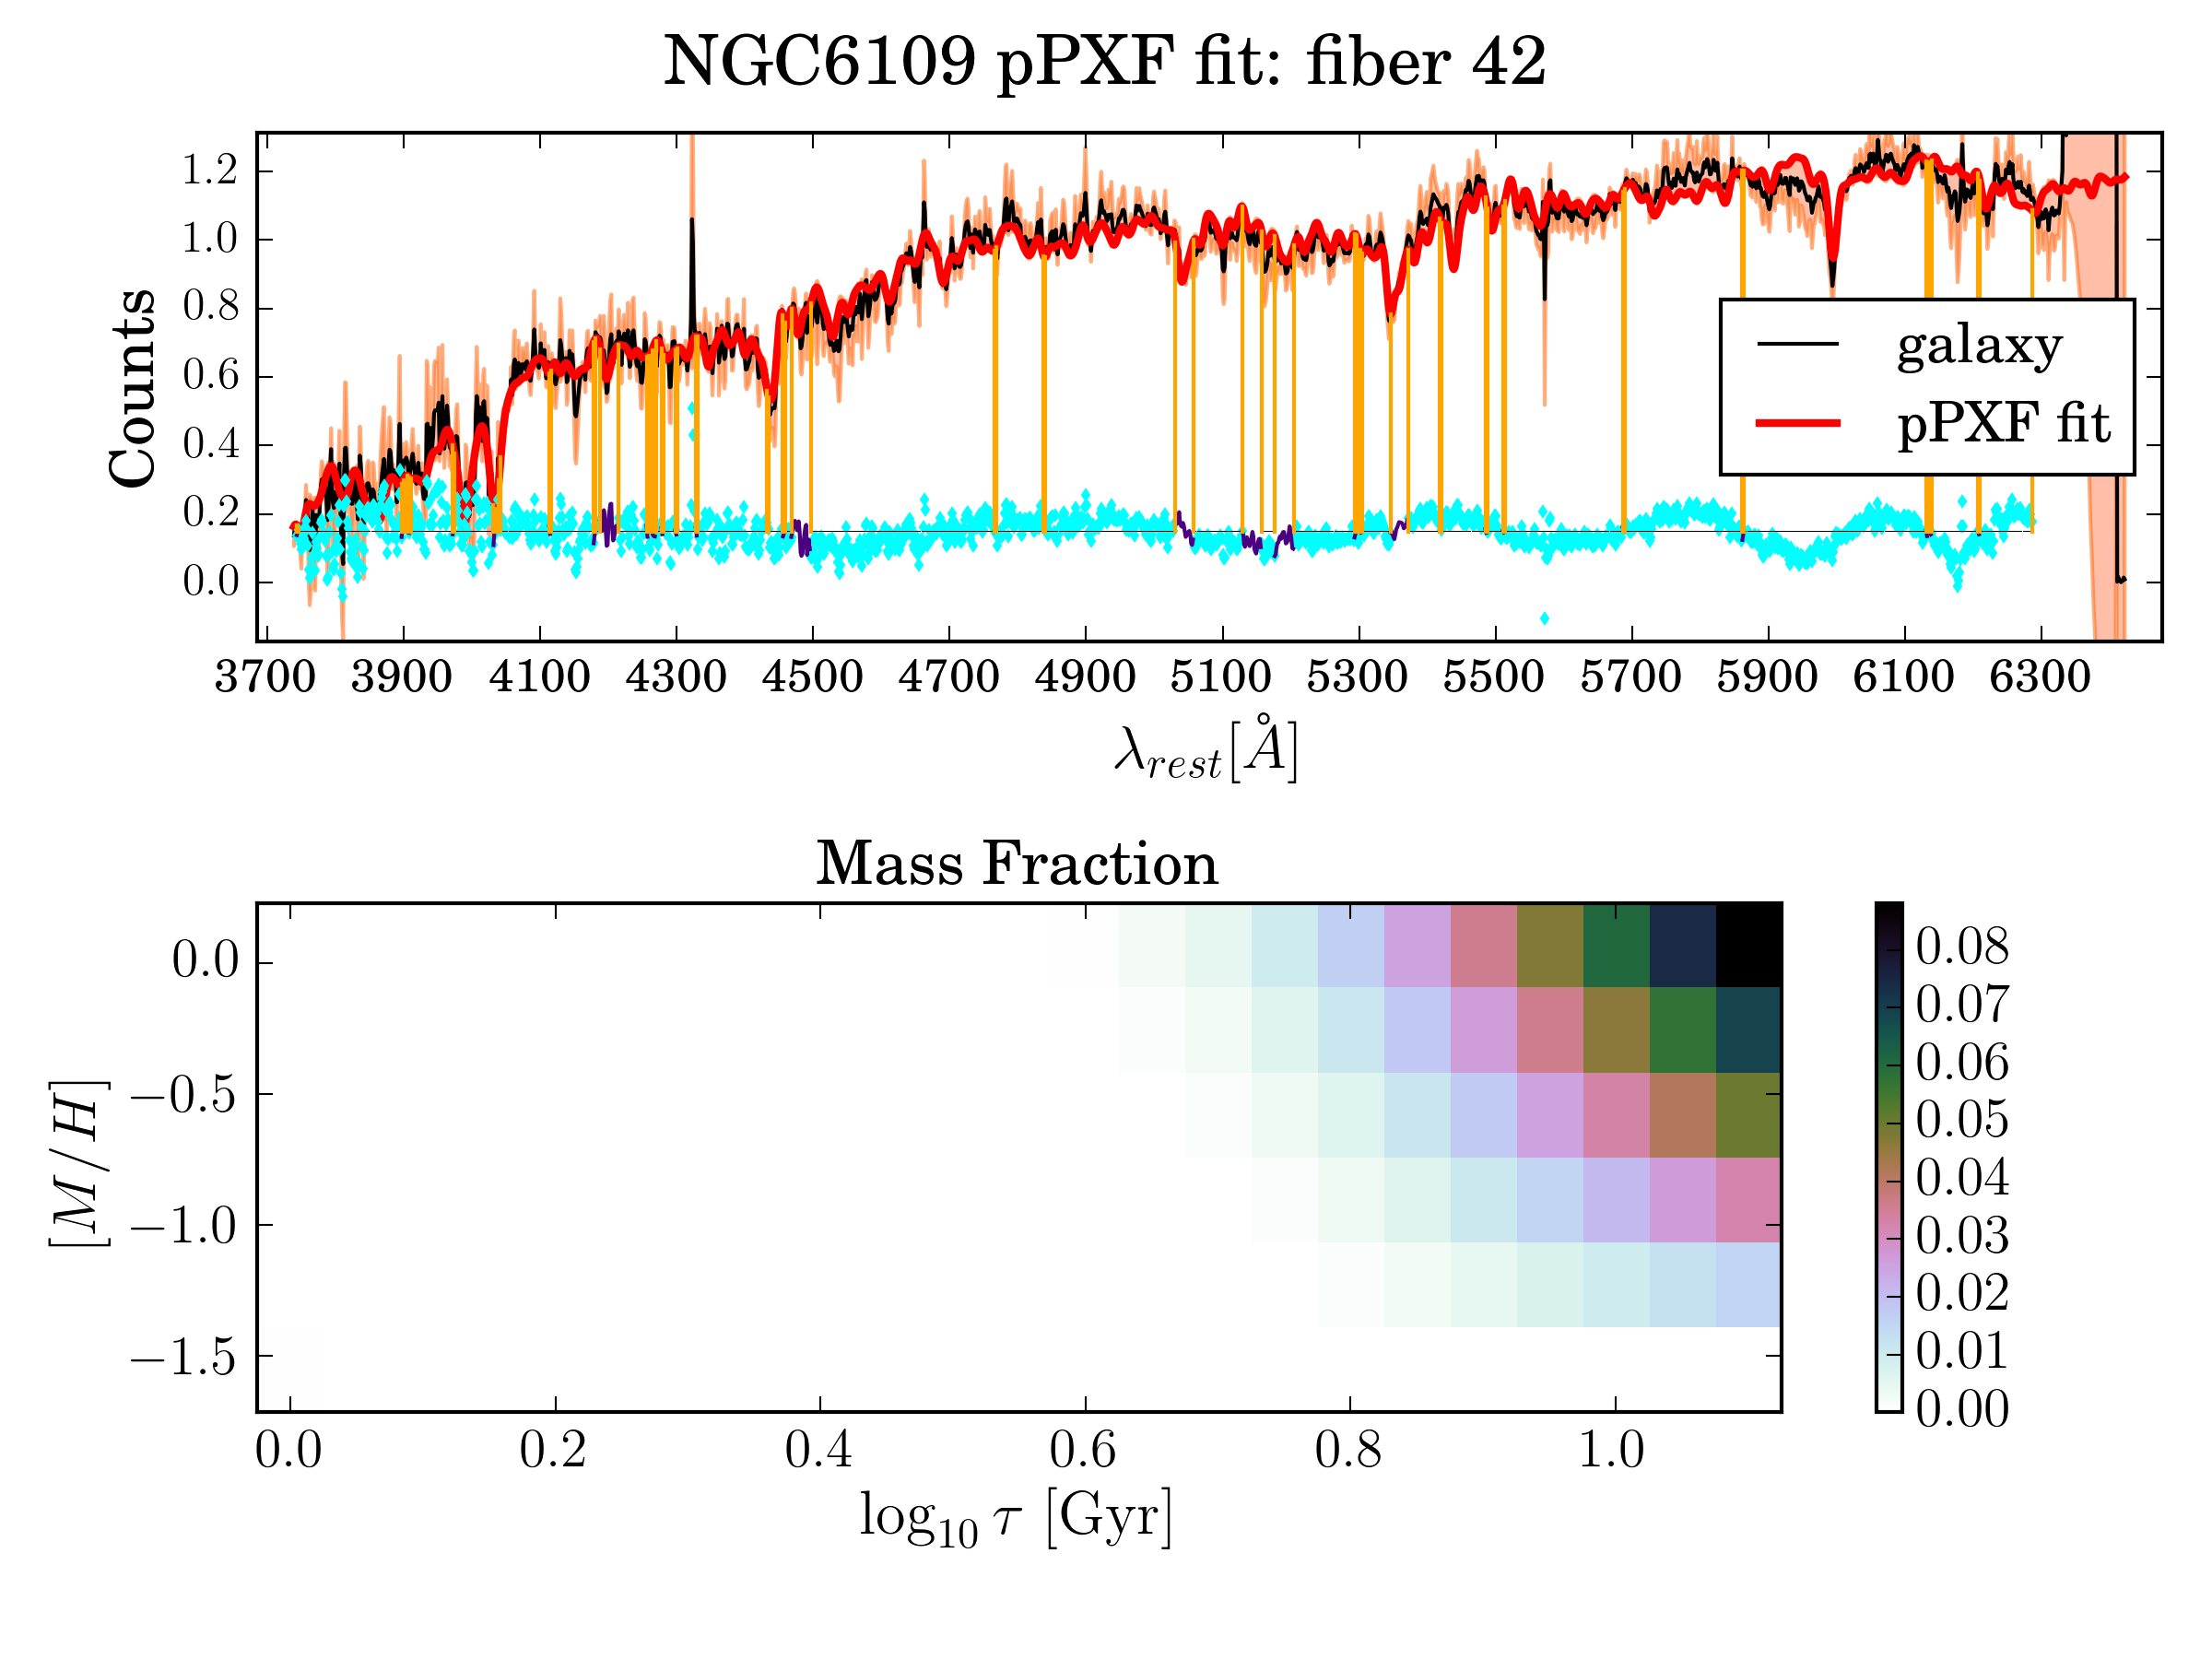 NGC6109 pPXF fit: fiber 42
Counts
1.2
1.0
0.8
0.6
0.4
0.2
0.0
galaxy
pPXF fit
3700 3900 4100 4300 4500 4700 4900 5100 5300 5500 5700 5900 6100 6300
λrest[Å]
Mass Fraction
[M/H]
0.0
−0.5
−1.0
−1.5
0.0 0.2 0.4 0.6 0.8 1.0
log10 τ [Gyr]
0.08
0.07
0.06
0.05
0.04
0.03
0.02
0.01
0.00